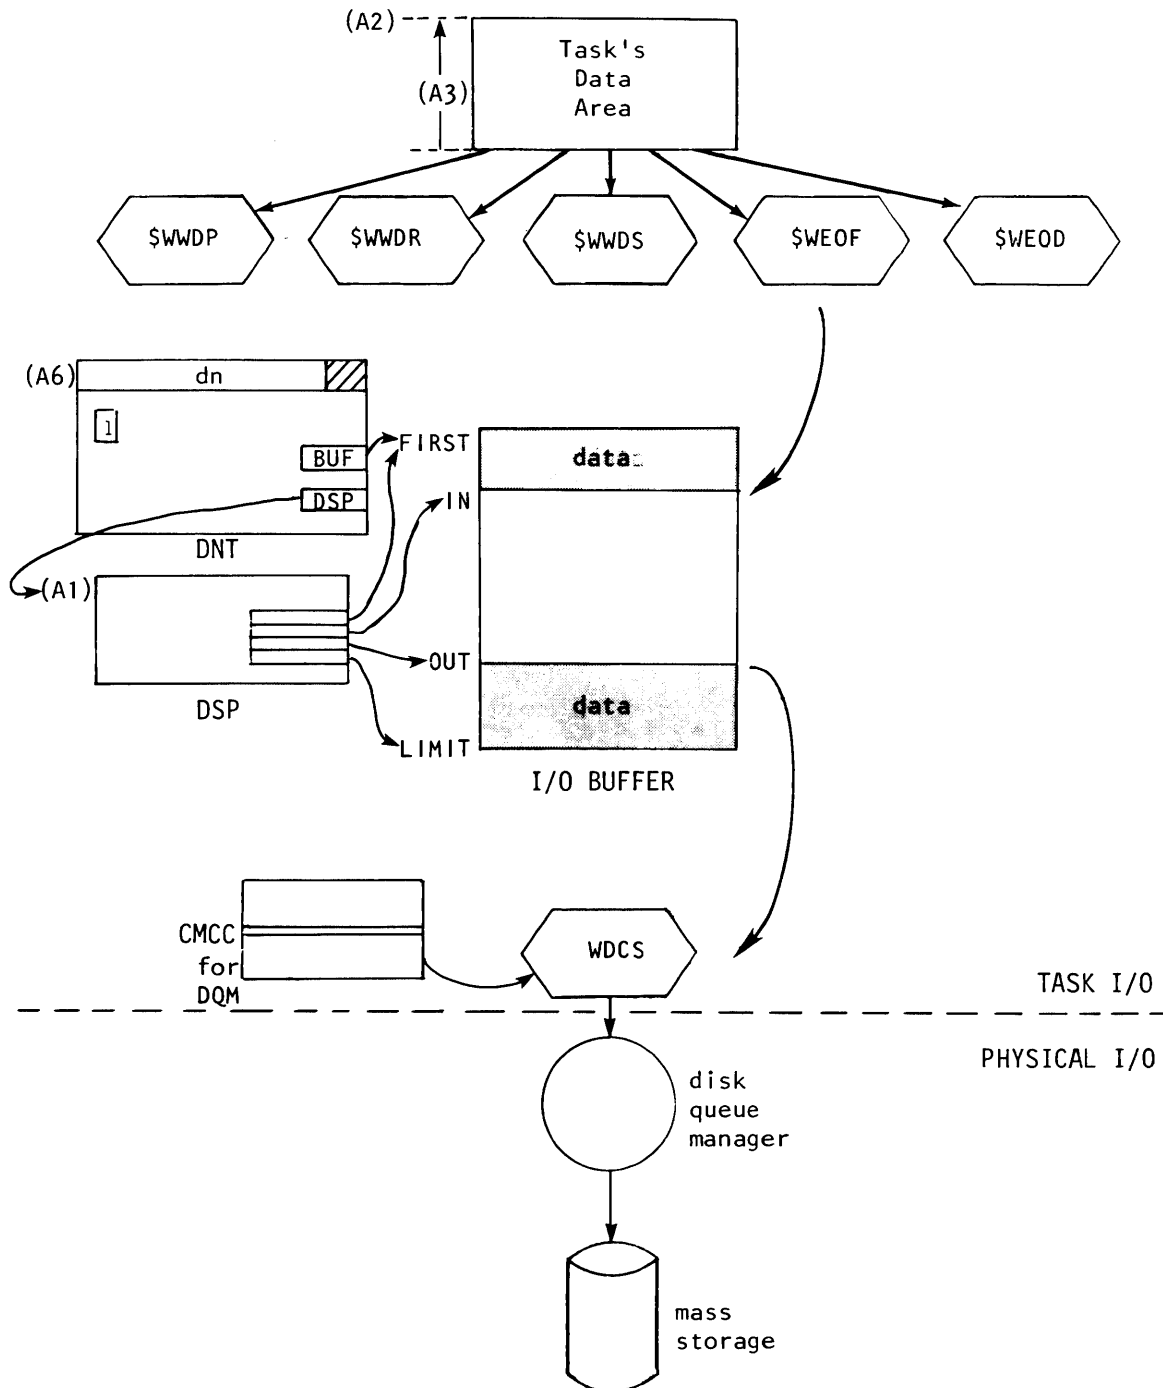 (A2)
Task's
Data
Area
(A3)
$WWDP
$WWDR
$WWDS
$WEOF
$WEOD
(A6)
dn
1
BUF
DSP
DNT
FIRST
IN
OUT
LIMIT
data
data
I/O BUFFER
(A1)
DSP
CMCC
for
DQM
WDCS
TASK I/O
PHYSICAL I/O
disk
queue
manager
mass
storage